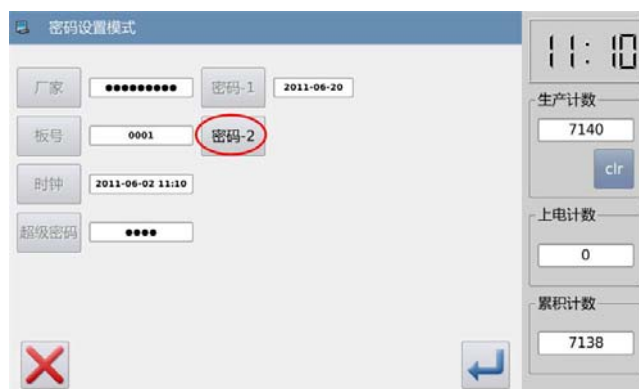 密码设置模式
11:10
厂家 ●●●●●●●●● 密码-1 2011-06-20
生产计数
板号 0001 密码-2
7140
clr
时钟 2011-06-02 11:10
超级密码 ●●●●
上电计数
0
累积计数
7138